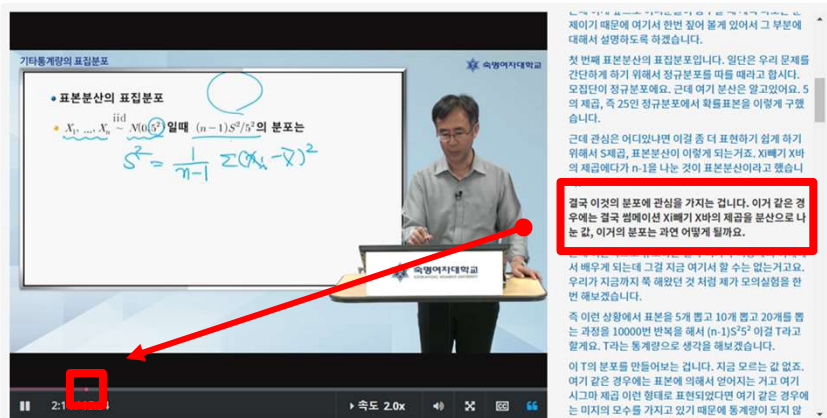 기타통계량의 표집분포
숙명여자대학교
• 표본분산의 표집분포
• X₁, ..., Xₙ ~ iid N(0,5²)일때 (n-1)S²/5²의 분포는
S² = 1/(n-1) Σ(Xᵢ-X̄)²
숙명여자대학교
속도 2.0x
제이기 때문에 여기서 한번 짚어 볼게 있어서 그 부분에
대해서 설명하도록 하겠습니다.
첫 번째 표본분산의 표집분포입니다. 일단은 우리 문제를
간단하게 하기 위해서 정규분포를 따를 때라고 합시다.
모집단이 정규분포에요. 근데 여기 분산은 알고있어요. 5
의 제곱, 즉 25인 정규분포에서 확률표본을 이렇게 구했
습니다.
근데 관심은 어디있냐면 이걸 좀 더 표현하기 쉽게 하기
위해서 S제곱, 표본분산이 이렇게 되는거죠. Xi빼기 X바
의 제곱에다가 n-1을 나눈 것이 표본분산이라고 했습니
결국 이것의 분포에 관심을 가지는 겁니다. 이거 같은 경
우에는 결국 썸메이션 Xi빼기 X바의 제곱을 분산으로 나
눈 값, 이거의 분포는 과연 어떻게 될까요.
서 배우게 되는데 그걸 지금 여기서 할 수는 없는거고요.
우리가 지금까지 쭉 해왔던 것 처럼 제가 모의실험을 한
번 해보겠습니다.
즉 이런 상황에서 표본을 5개 뽑고 10개 뽑고 20개를 뽑
는 과정을 10000번 반복을 해서 (n-1)S²5² 이걸 T라고
할게요. T라는 통계량으로 생각을 해보겠습니다.
이 T의 분포를 만들어보는 겁니다. 지금 모르는 값 없죠.
여기 같은 경우에는 표본에 의해서 얻어지는 거고 여기
시그마 제곱 이런 형태로 표현되었다면 여기 같은 경우에
는 미지의 모수를 가지고 있기 때문에 통계량이 되지 않